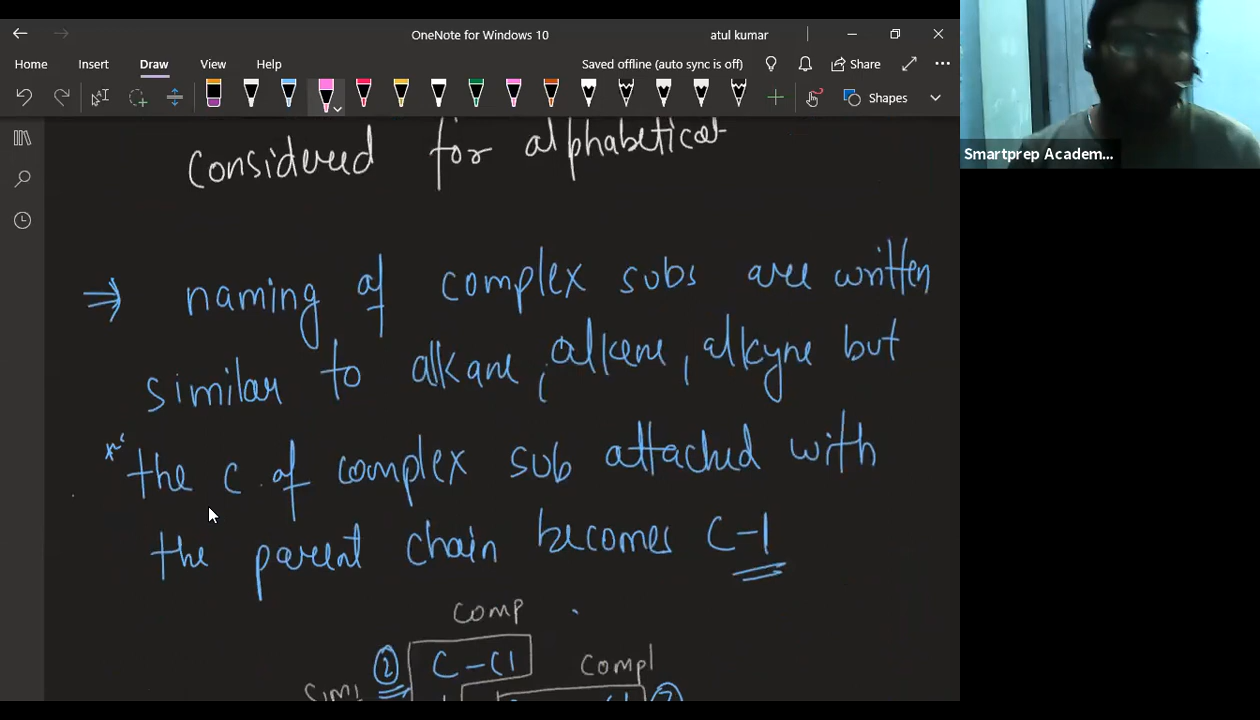 OneNote for Windows 10
atul kumar
Home Insert Draw View Help
Saved offline (auto sync is off)
Share
Shapes
Smartprep Academ...
considered for alphabetical
⇒ naming of complex subs are written
similar to alkane, alkene, alkyne but
* the C of complex sub attached with
the parent chain becomes C-1
comp
② C-Cl
compl